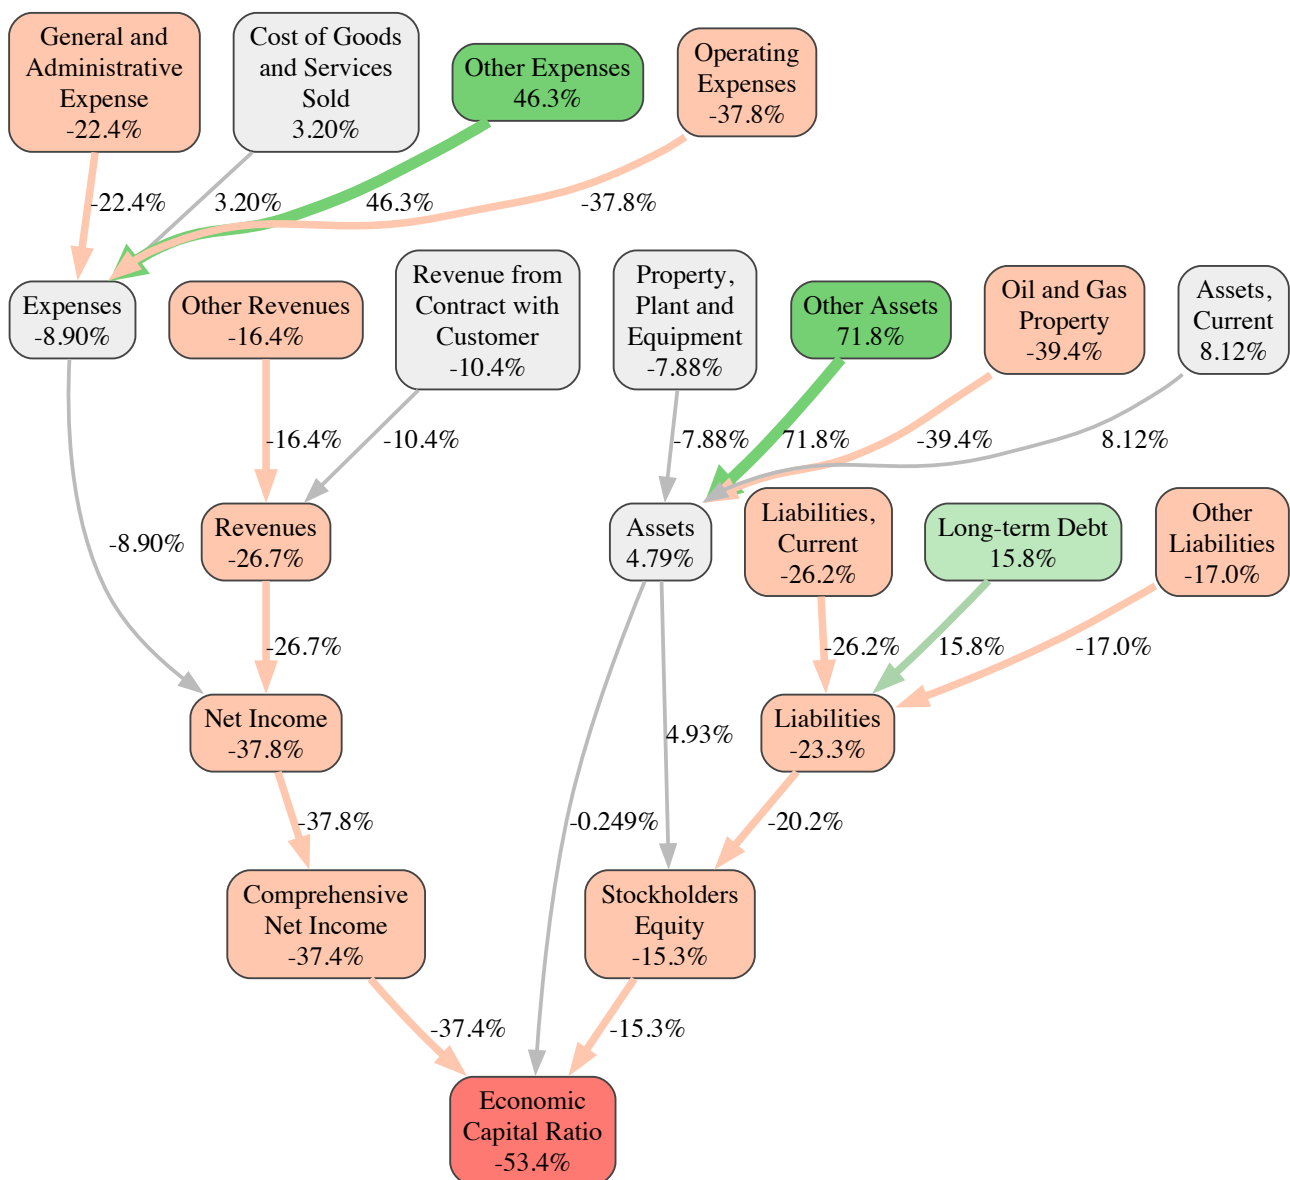 General and
Administrative
Expense
-22.4%
Cost of Goods
and Services
Sold
3.20%
Other Expenses
46.3%
Operating
Expenses
-37.8%
-22.4%
3.20%
46.3%
-37.8%
Expenses
-8.90%
Other Revenues
-16.4%
Revenue from
Contract with
Customer
-10.4%
Property,
Plant and
Equipment
-7.88%
Other Assets
71.8%
Oil and Gas
Property
-39.4%
Assets,
Current
8.12%
-16.4%
-10.4%
-7.88%
71.8%
-39.4%
8.12%
-8.90%
Revenues
-26.7%
Assets
4.79%
Liabilities,
Current
-26.2%
Long-term Debt
15.8%
Other
Liabilities
-17.0%
-26.7%
-26.2%
15.8%
-17.0%
Net Income
-37.8%
4.93%
Liabilities
-23.3%
-37.8%
-0.249%
-20.2%
Comprehensive
Net Income
-37.4%
Stockholders
Equity
-15.3%
-37.4%
-15.3%
Economic
Capital Ratio
-53.4%